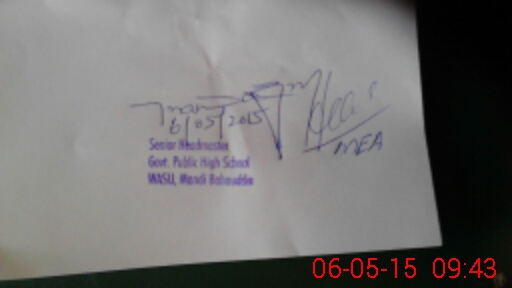 6/05/2015
MEA
Senior Headmaster
Govt. Public High School
WASU, Mandi Bahauddin
06-05-15 09:43